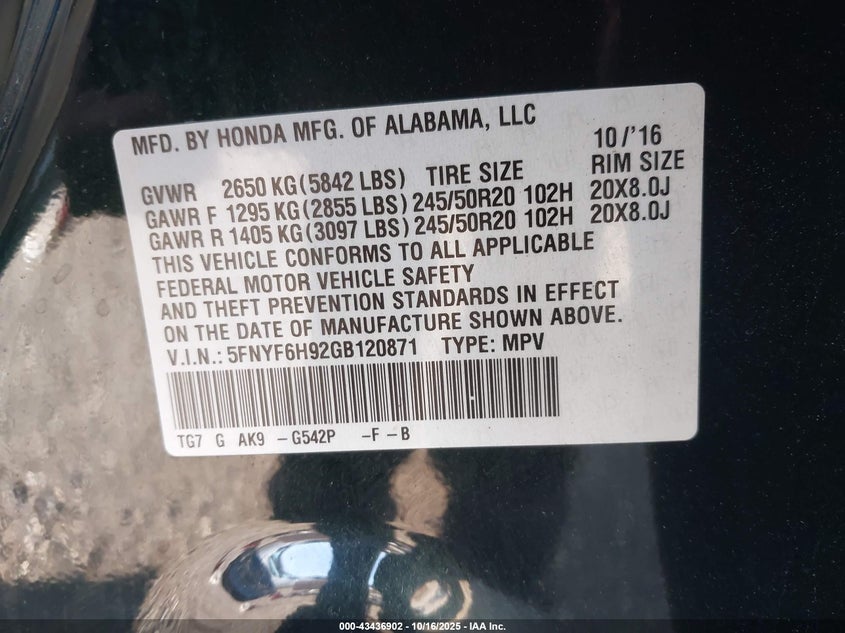 MFD. BY HONDA MFG. OF ALABAMA, LLC 10/'16
GVWR 2650 KG(5842 LBS) TIRE SIZE RIM SIZE
GAWR F 1295 KG(2855 LBS) 245/50R20 102H 20X8.0J
GAWR R 1405 KG(3097 LBS) 245/50R20 102H 20X8.0J
THIS VEHICLE CONFORMS TO ALL APPLICABLE
FEDERAL MOTOR VEHICLE SAFETY
AND THEFT PREVENTION STANDARDS IN EFFECT
ON THE DATE OF MANUFACTURE SHOWN ABOVE.
V.I.N.: 5FNYF6H92GB120871 TYPE: MPV
TG7 G AK9 -G542P -F -B
000-43436902 - 10/16/2025 - IAA Inc.